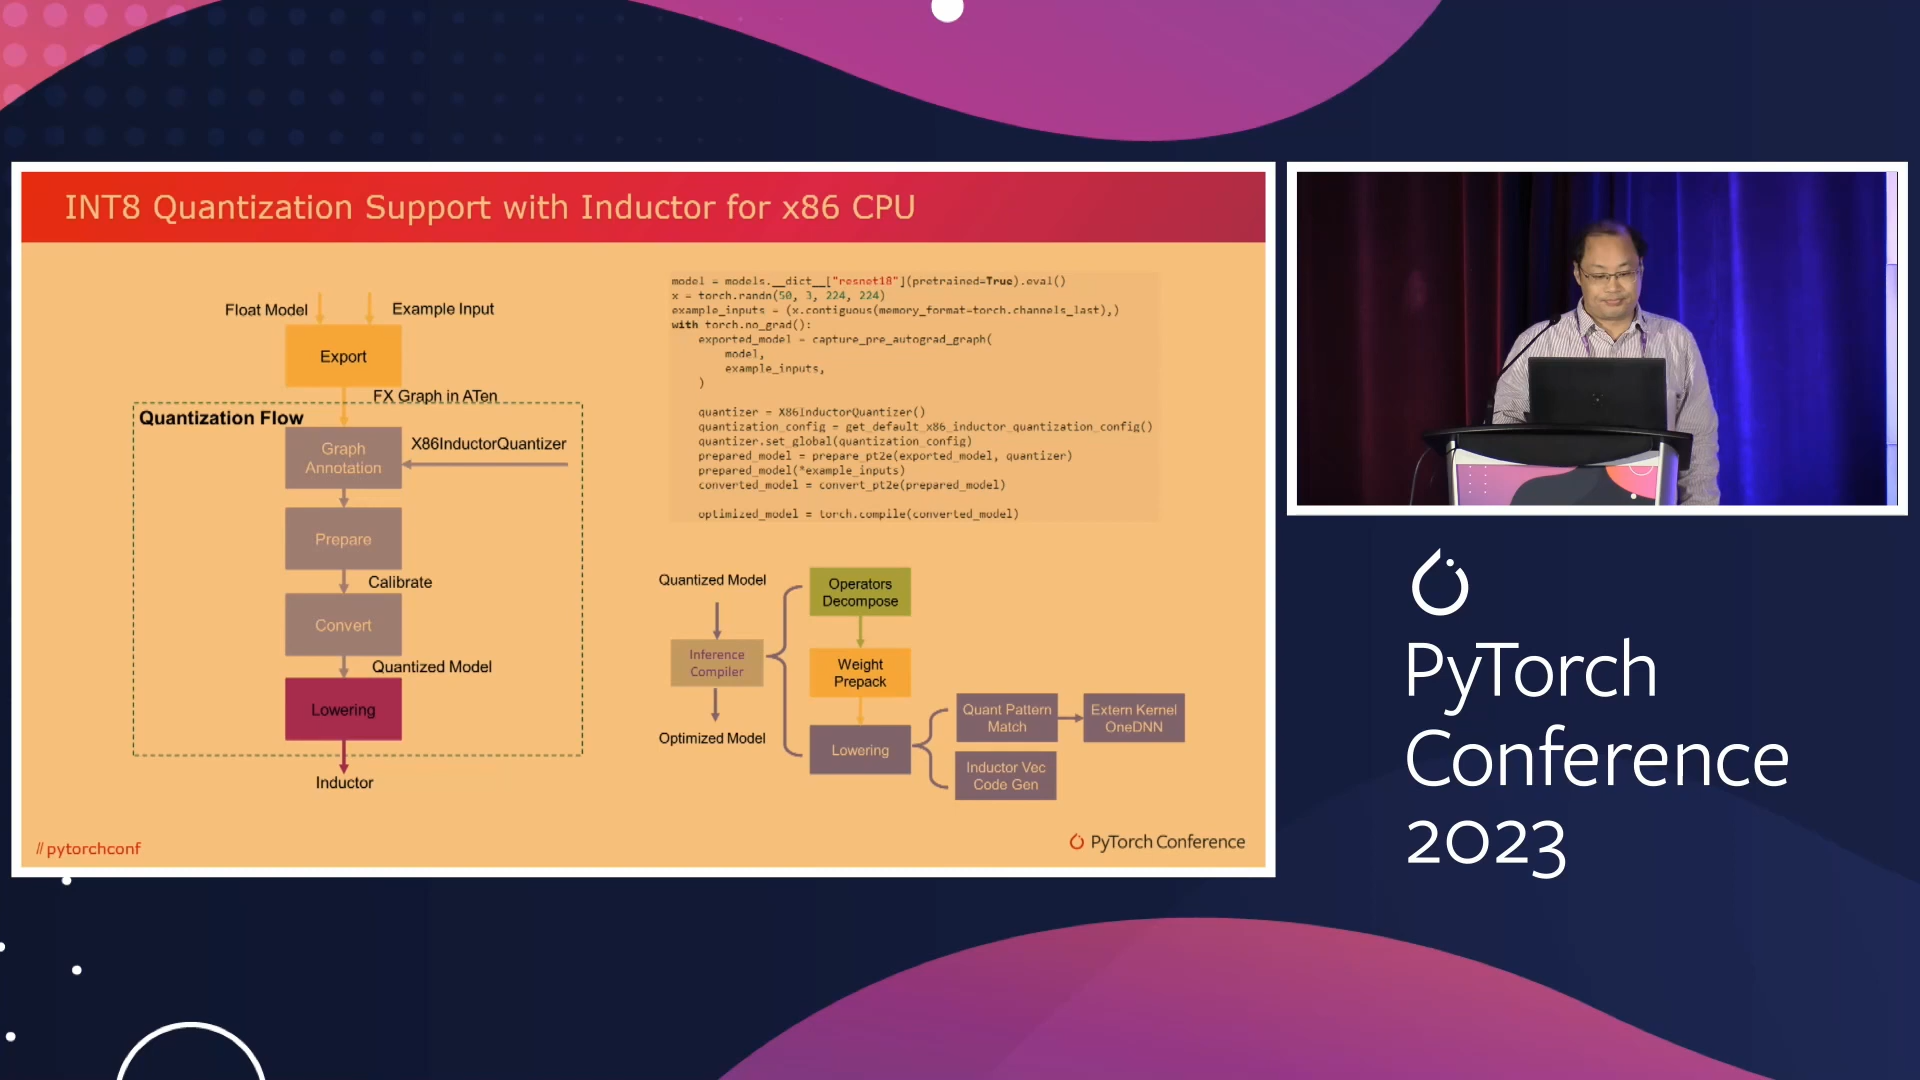 INT8 Quantization Support with Inductor for x86 CPU
Float Model
Example Input
Export
FX Graph in ATen
Quantization Flow
Graph
Annotation
X86InductorQuantizer
Prepare
Calibrate
Convert
Quantized Model
Lowering
Inductor
model = models.__dict__["resnet18"](pretrained=True).eval()
x = torch.randn(50, 3, 224, 224)
example_inputs = (x.contiguous(memory_format=torch.channels_last),)
with torch.no_grad():
    exported_model = capture_pre_autograd_graph(
        model,
        example_inputs,
    )
    quantizer = X86InductorQuantizer()
    quantization_config = get_default_x86_inductor_quantization_config()
    quantizer.set_global(quantization_config)
    prepared_model = prepare_pt2e(exported_model, quantizer)
    prepared_model(*example_inputs)
    converted_model = convert_pt2e(prepared_model)
    optimized_model = torch.compile(converted_model)
Quantized Model
Inference
Compiler
Optimized Model
Operators
Decompose
Weight
Prepack
Lowering
Quant Pattern
Match
Extern Kernel
OneDNN
Inductor Vec
Code Gen
// pytorchconf
PyTorch Conference
PyTorch
Conference
2023